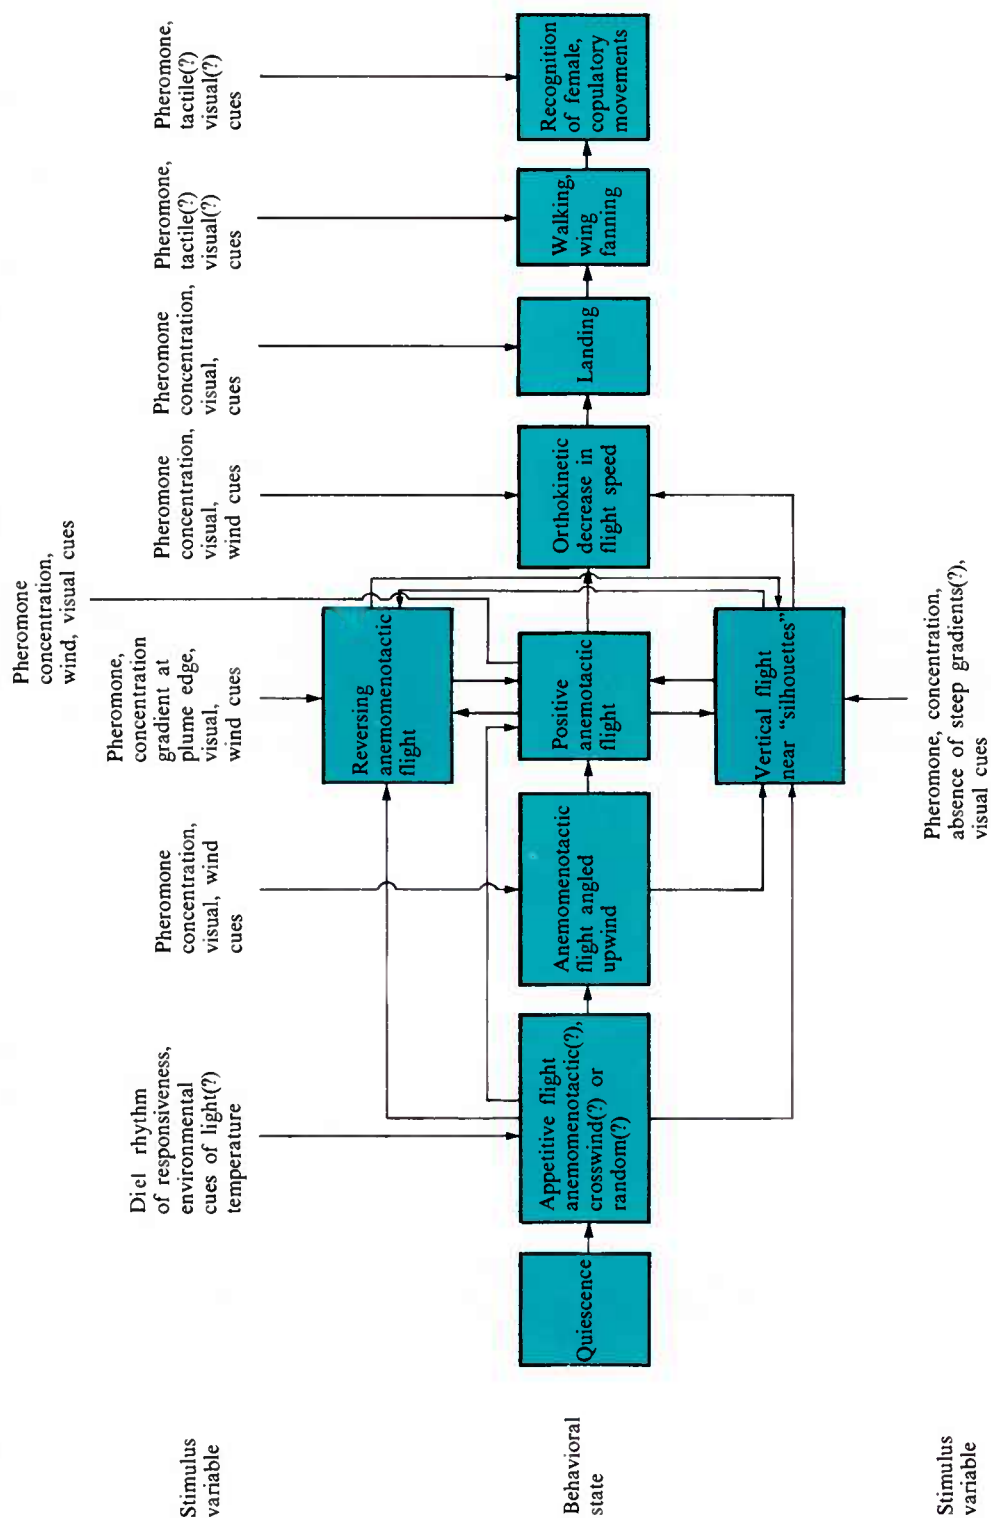 Stimulus
variable
Diel rhythm
of responsiveness,
environmental
cues of light(?)
temperature
Pheromone
concentration,
visual, wind
cues
Pheromone,
concentration
gradient at
plume edge,
visual,
wind cues
Pheromone
concentration,
wind, visual cues
Pheromone
concentration,
visual,
wind cues
Pheromone
concentration,
visual,
cues
Pheromone,
tactile(?)
visual(?)
cues
Pheromone,
tactile(?)
visual(?)
cues
Behavioral
state
Quiescence
Appetitive flight
anemomenotactic(?),
crosswind(?) or
random(?)
Anemomenotactic
flight angled
upwind
Reversing
anemomenotactic
flight
Positive
anemotactic
flight
Vertical flight
near “silhouettes”
Orthokinetic
decrease in
flight speed
Landing
Walking,
wing
fanning
Recognition
of female,
copulatory
movements
Stimulus
variable
Pheromone, concentration,
absence of steep gradients(?),
visual cues